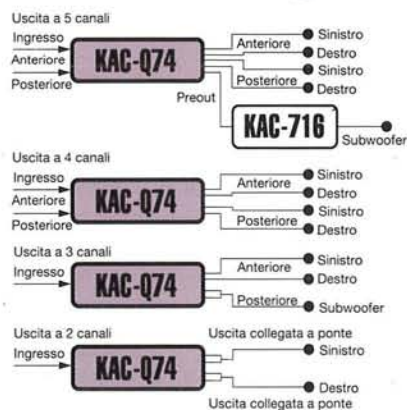 Uscita a 5 canali
Ingresso
Anteriore
Posteriore
KAC-Q74
Anteriore
Sinistro
Destro
Posteriore
Sinistro
Destro
Preout
KAC-716
Subwoofer
Uscita a 4 canali
Ingresso
Anteriore
Posteriore
KAC-Q74
Anteriore
Sinistro
Destro
Posteriore
Sinistro
Destro
Uscita a 3 canali
Ingresso
KAC-Q74
Anteriore
Sinistro
Destro
Posteriore
Subwoofer
Uscita a 2 canali
Ingresso
KAC-Q74
Uscita collegata a ponte
Sinistro
Destro
Uscita collegata a ponte